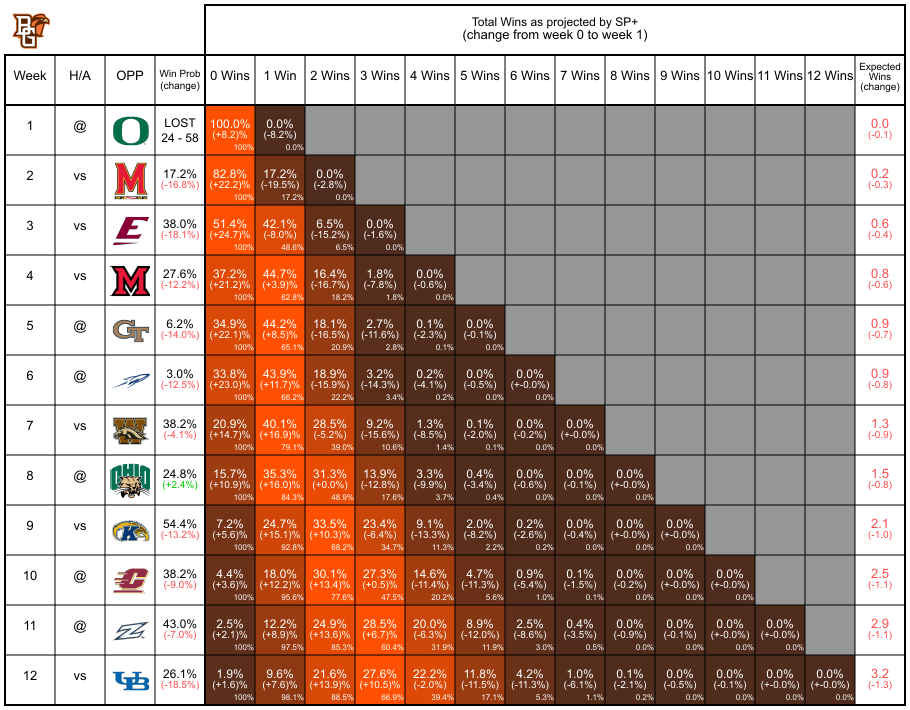 BG
Total Wins as projected by SP+
(change from week 0 to week 1)
Week H/A OPP Win Prob (change) 0 Wins 1 Win 2 Wins 3 Wins 4 Wins 5 Wins 6 Wins 7 Wins 8 Wins 9 Wins 10 Wins 11 Wins 12 Wins Expected Wins (change)
1 @ O LOST 100.0% 0.0% 0.0
24 - 58 (+8.2)% (-8.2)% (-0.1)
100% 0.0%
2 vs M 17.2% 82.8% 17.2% 0.0% 0.2
(-16.8%) (+22.2)% (-19.5)% (-2.8)% (-0.3)
100% 17.2% 0.0%
3 vs E 38.0% 51.4% 42.1% 6.5% 0.0% 0.6
(-18.1%) (+24.7)% (-8.0)% (-15.2)% (-1.6)% (-0.4)
100% 48.6% 6.5% 0.0%
4 vs M 27.6% 37.2% 44.7% 16.4% 1.8% 0.0% 0.8
(-12.2%) (+21.2)% (+3.9)% (-16.7)% (-7.8)% (-0.6)% (-0.6)
100% 62.8% 18.2% 1.8% 0.0%
5 @ GT 6.2% 34.9% 44.2% 18.1% 2.7% 0.1% 0.0% 0.9
(-14.0%) (+22.1)% (+8.5)% (-16.5)% (-11.6)% (-2.3)% (-0.1)% (-0.7)
100% 65.1% 20.9% 2.8% 0.1% 0.0%
6 @ 3.0% 33.8% 43.9% 18.9% 3.2% 0.2% 0.0% 0.0% 0.9
(-12.5%) (+23.0)% (+11.7)% (-15.9)% (-14.3)% (-4.1)% (-0.5)% (+-0.0)% (-0.8)
100% 66.2% 22.2% 3.4% 0.2% 0.0% 0.0%
7 vs W 38.2% 20.9% 40.1% 28.5% 9.2% 1.3% 0.1% 0.0% 0.0% 1.3
(-4.1%) (+14.7)% (+16.9)% (-5.2)% (-15.6)% (-8.5)% (-2.0)% (-0.2)% (+-0.0)% (-0.9)
100% 79.1% 39.0% 10.6% 1.4% 0.1% 0.0% 0.0%
8 @ OHIO 24.8% 15.7% 35.3% 31.3% 13.9% 3.3% 0.4% 0.0% 0.0% 0.0% 1.5
(+2.4%) (+10.9)% (+16.0)% (+0.0)% (-12.8)% (-9.9)% (-3.4)% (-0.6)% (-0.1)% (+-0.0)% (-0.8)
100% 84.3% 48.9% 17.6% 3.7% 0.4% 0.0% 0.0% 0.0%
9 vs K 54.4% 7.2% 24.7% 33.5% 23.4% 9.1% 2.0% 0.2% 0.0% 0.0% 0.0% 2.1
(-13.2%) (+5.6)% (+15.1)% (+10.3)% (-6.4)% (-13.3)% (-8.2)% (-2.6)% (-0.4)% (+-0.0)% (+-0.0)% (-1.0)
100% 92.8% 68.2% 34.7% 11.3% 2.2% 0.2% 0.0% 0.0% 0.0%
10 @ C 38.2% 4.4% 18.0% 30.1% 27.3% 14.6% 4.7% 0.9% 0.1% 0.0% 0.0% 0.0% 2.5
(-9.0%) (+3.6)% (+12.2)% (+13.4)% (+0.5)% (-11.4)% (-11.3)% (-5.4)% (-1.5)% (-0.2)% (+-0.0)% (+-0.0)% (-1.1)
100% 95.6% 77.6% 47.5% 20.2% 5.6% 1.0% 0.1% 0.0% 0.0% 0.0%
11 @ Z 43.0% 2.5% 12.2% 24.9% 28.5% 20.0% 8.9% 2.5% 0.4% 0.0% 0.0% 0.0% 0.0% 2.9
(-7.0%) (+2.1)% (+8.9)% (+13.6)% (+6.7)% (-6.3)% (-12.0)% (-8.6)% (-3.5)% (-0.9)% (-0.1)% (+-0.0)% (+-0.0)% (-1.1)
100% 97.5% 85.3% 60.4% 31.9% 11.9% 3.0% 0.5% 0.0% 0.0% 0.0% 0.0%
12 vs UB 26.1% 1.9% 9.6% 21.6% 27.6% 22.2% 11.8% 4.2% 1.0% 0.1% 0.0% 0.0% 0.0% 0.0% 3.2
(-18.5%) (+1.6)% (+7.6)% (+13.9)% (+10.5)% (-2.0)% (-11.5)% (-11.3)% (-6.1)% (-2.1)% (-0.5)% (-0.1)% (+-0.0)% (+-0.0)% (-1.3)
100% 98.1% 88.5% 66.9% 39.4% 17.1% 5.3% 1.1% 0.2% 0.0% 0.0% 0.0% 0.0%